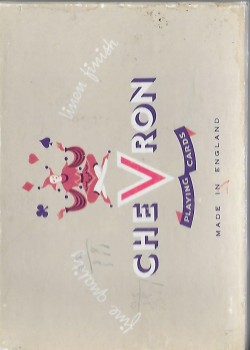 fine quality linen finish
CHEVRON
PLAYING CARDS
MADE IN ENGLAND